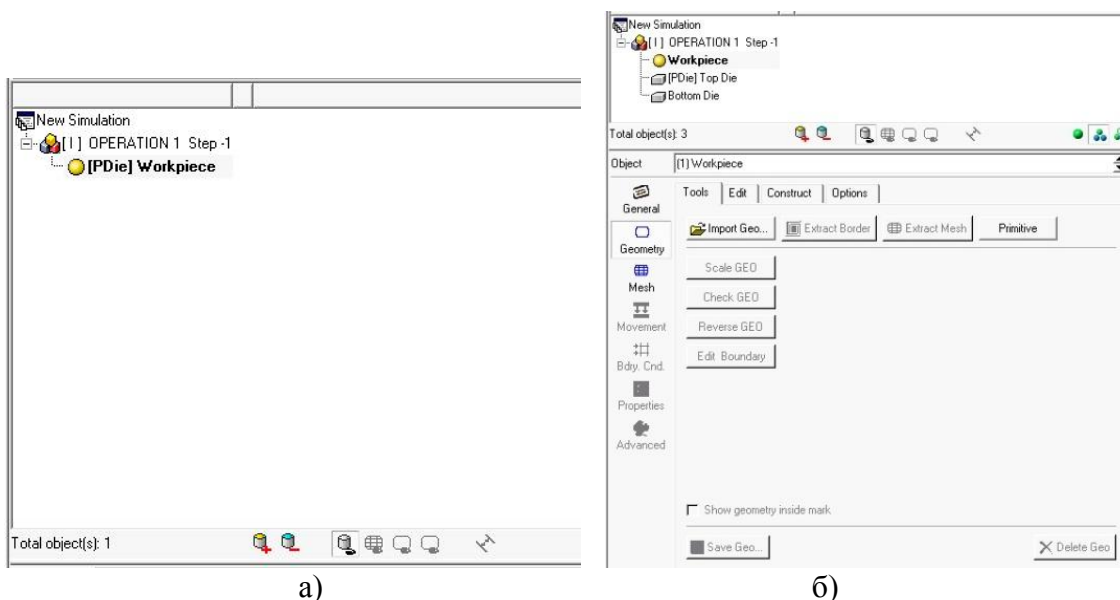 New Simulation
[ I ] OPERATION 1 Step -1
[PDie] Workpiece
Total object(s): 1
а)
New Simulation
[ I ] OPERATION 1 Step -1
Workpiece
[PDie] Top Die
Bottom Die
Total object(s): 3
Object (1) Workpiece
General
Geometry
Mesh
Movement
Bdry. Cnd.
Properties
Advanced
Tools Edit Construct Options
Import Geo... Extract Border Extract Mesh Primitive
Scale GEO
Check GEO
Reverse GEO
Edit Boundary
Show geometry inside mark
Save Geo... Delete Geo
б)